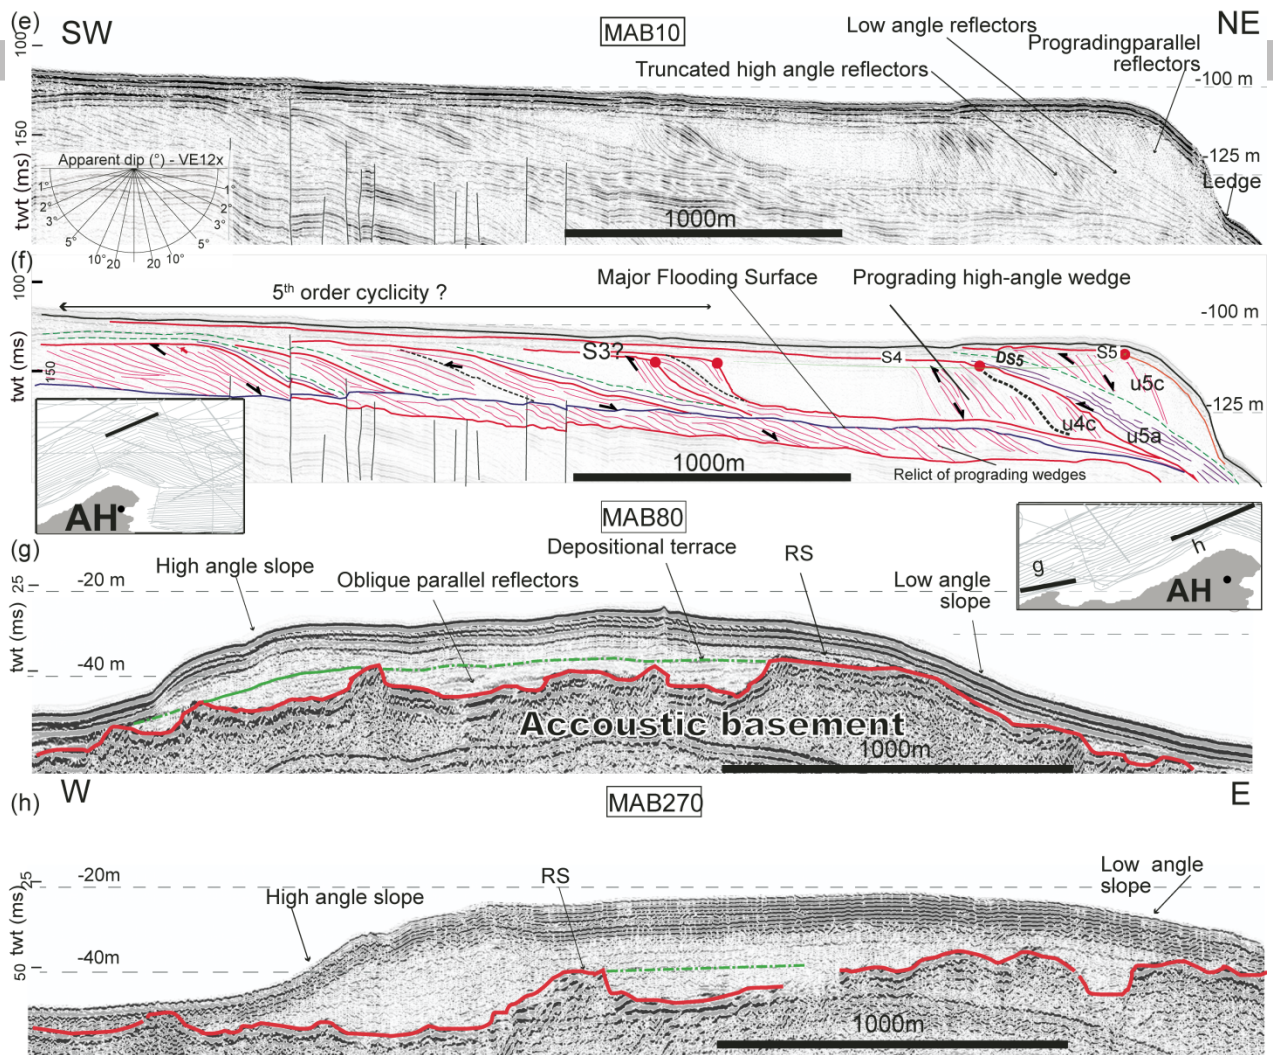 (e)
SW
MAB10
NE
Low angle reflectors
Progradingparallel
reflectors
Truncated high angle reflectors
100
150
twt (ms)
-100 m
-125 m
Ledge
Apparent dip (°) - VE12x
1°
2°
3°
5°
10°
20
20
10°
5°
3°
2°
1
1000m
(f)
5th order cyclicity ?
Major Flooding Surface
Prograding high-angle wedge
100
150
twt (ms)
-100 m
-125 m
S3?
S4
DS5
S5
u5c
u4c
u5a
1000m
Relict of prograding wedges
AH
MAB80
(g)
High angle slope
Oblique parallel reflectors
Depositional terrace
RS
Low angle
slope
g
h
AH
25
-20 m
-40 m
twt (ms)
Accoustic basement
1000m
(h)
W
MAB270
E
-20m
25
twt (ms)
-40m
50
High angle slope
RS
Low angle
slope
1000m